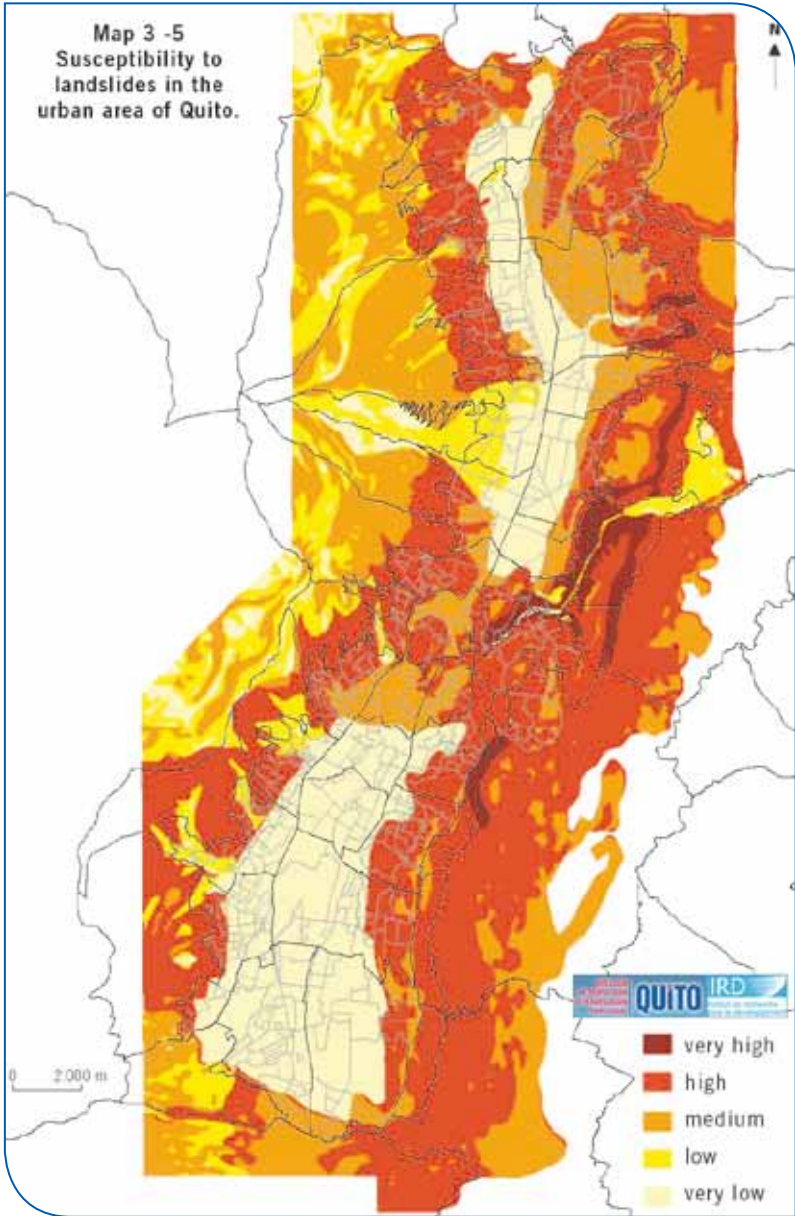 Map 3 -5
Susceptibility to
landslides in the
urban area of Quito.
N
QUITO
IRD
0 2 000 m
very high
high
medium
low
very low